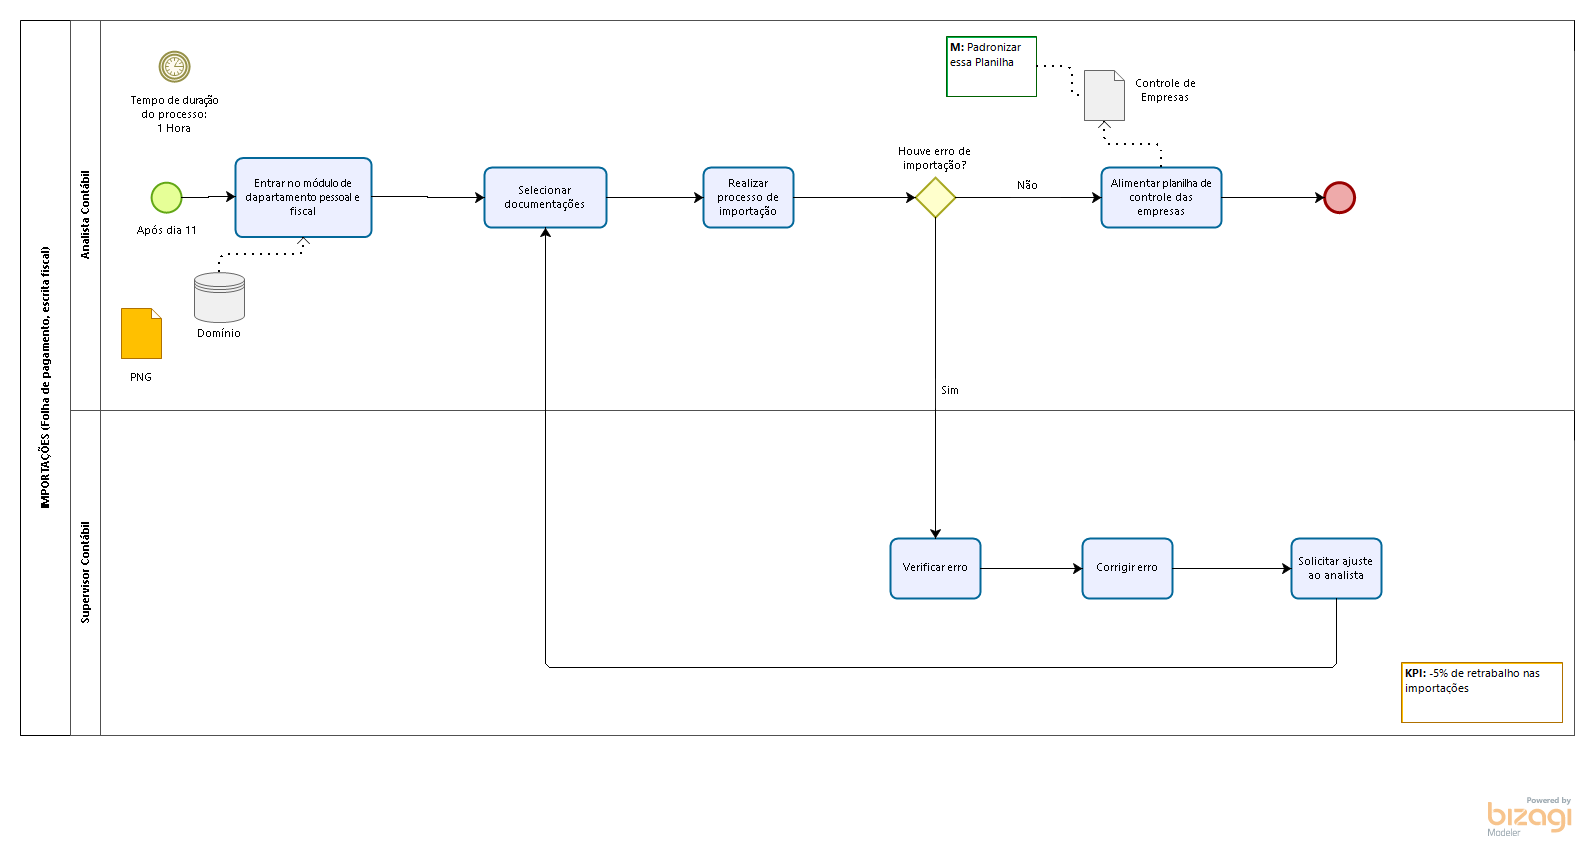 IMPORTAÇÕES (Folha de pagamento, escrita fiscal)
Analista Contábil
Tempo de duração
do processo:
1 Hora
Após dia 11
Entrar no módulo de
dapartamento pessoal e
fiscal
Domínio
PNG
Selecionar
documentações
Realizar
processo de
importação
Houve erro de
importação?
Não
Sim
M: Padronizar
essa Planilha
Controle de
Empresas
Alimentar planilha de
controle das
empresas
Supervisor Contábil
Verificar erro
Corrigir erro
Solicitar ajuste
ao analista
KPI: -5% de retrabalho nas
importações
Powered by
bizagi
Modeler